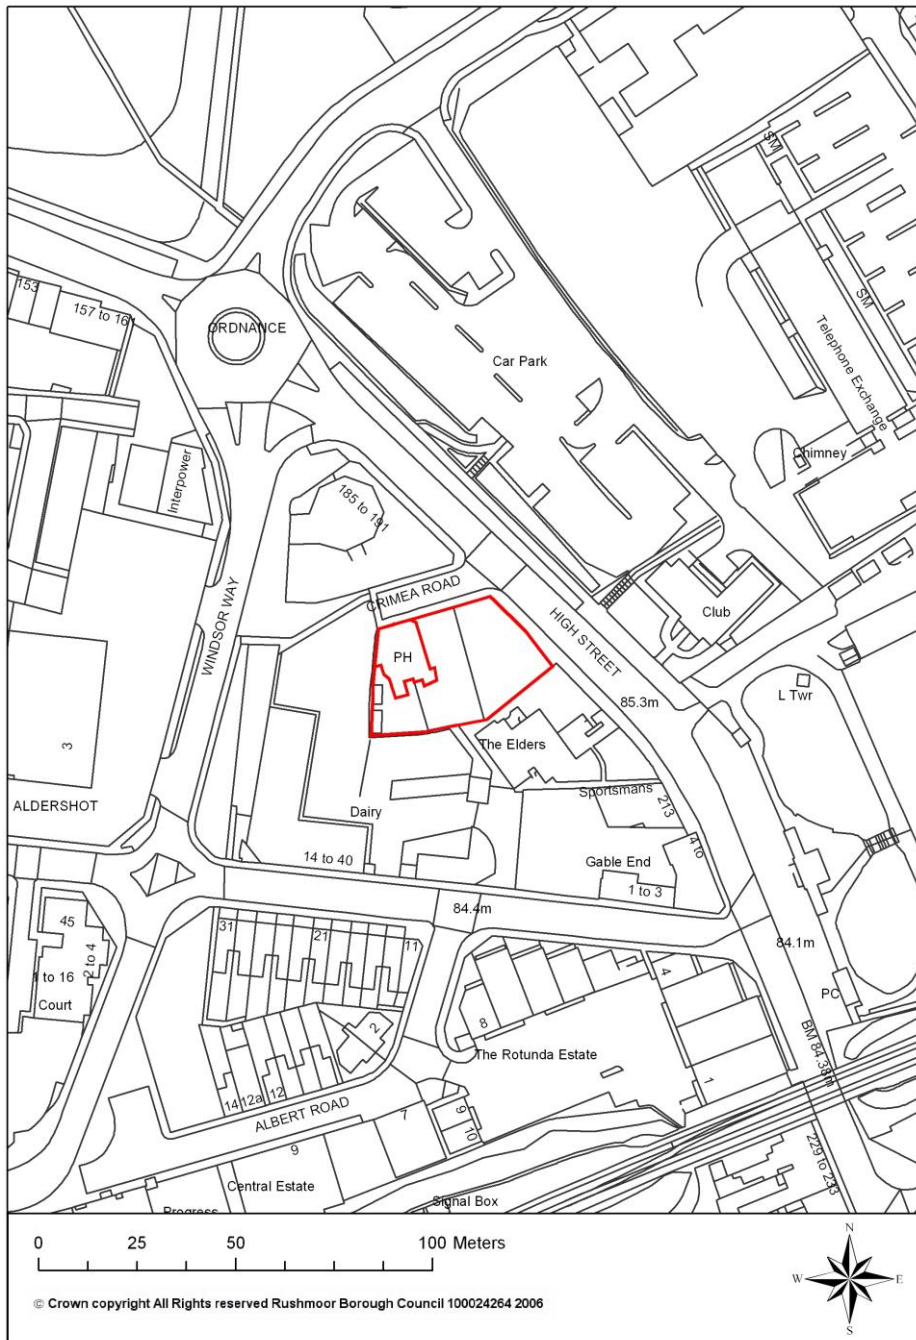 SM
153
157 to 161
ORDNANCE
SM
Telephone Exchange
Car Park
Chimney
Interpower
185 to 191
WINDSOR WAY
CRIMEA ROAD
HIGH STREET
Club
PH
85.3m
L Twr
3
The Elders
ALDERSHOT
Sportsmans
213
Dairy
14 to 40
Gable End
4 to
1 to 3
45
31
21
11
84.4m
84.1m
2 to 4
1 to 16
Court
4
PC
8
2
The Rotunda Estate
BM 84.38m
1
14
12a
12
ALBERT ROAD
7
9
10
9
Central Estate
229 to 233
Signal Box
Progress
0 25 50 100 Meters
N
W E
S
© Crown copyright All Rights reserved Rushmoor Borough Council 100024264 2006